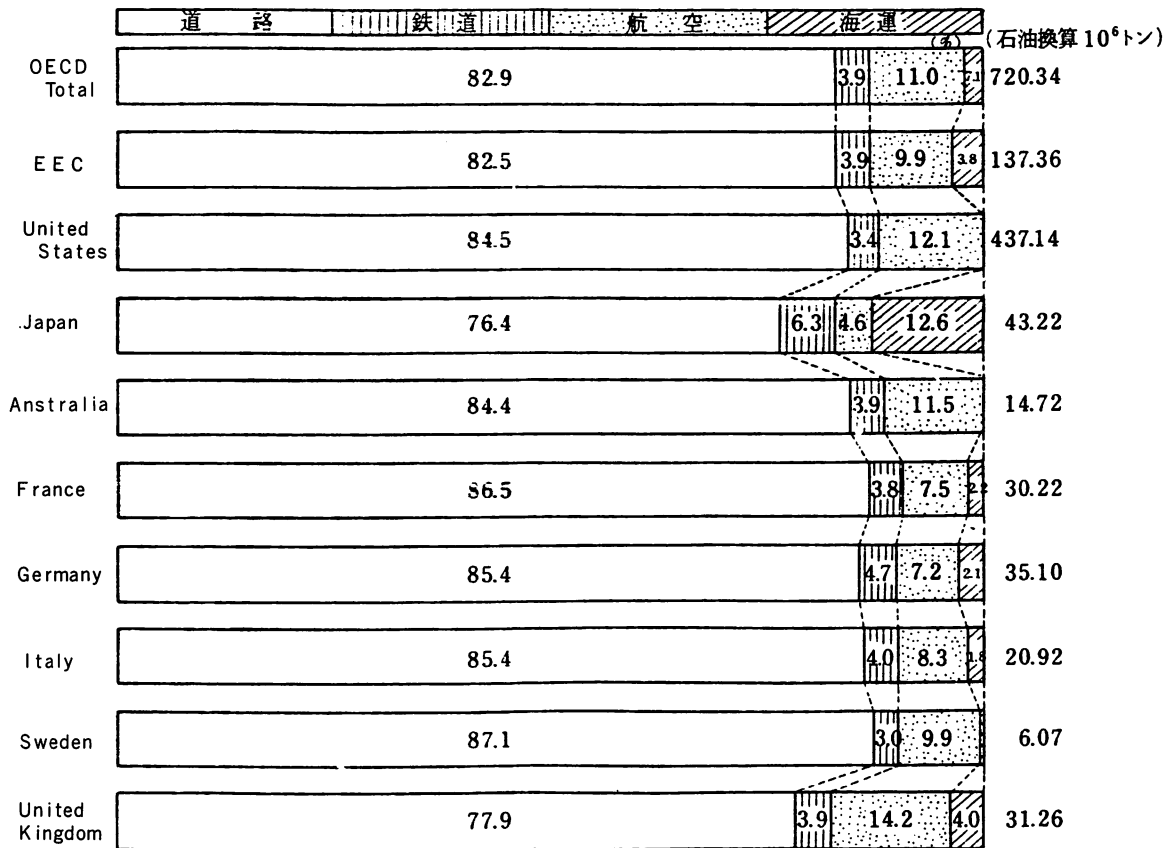 道路 鉄道 航空 海運
(%) (石油換算10⁶トン)
OECD Total 82.9 3.9 11.0 720.34
EEC 82.5 3.9 9.9 3.8 137.36
United States 84.5 3.4 12.1 437.14
Japan 76.4 6.3 4.6 12.6 43.22
Anstralia 84.4 3.9 11.5 14.72
France 86.5 3.8 7.5 2.2 30.22
Germany 85.4 4.7 7.2 2.1 35.10
Italy 85.4 4.0 8.3 1.8 20.92
Sweden 87.1 3.0 9.9 6.07
United Kingdom 77.9 3.9 14.2 4.0 31.26